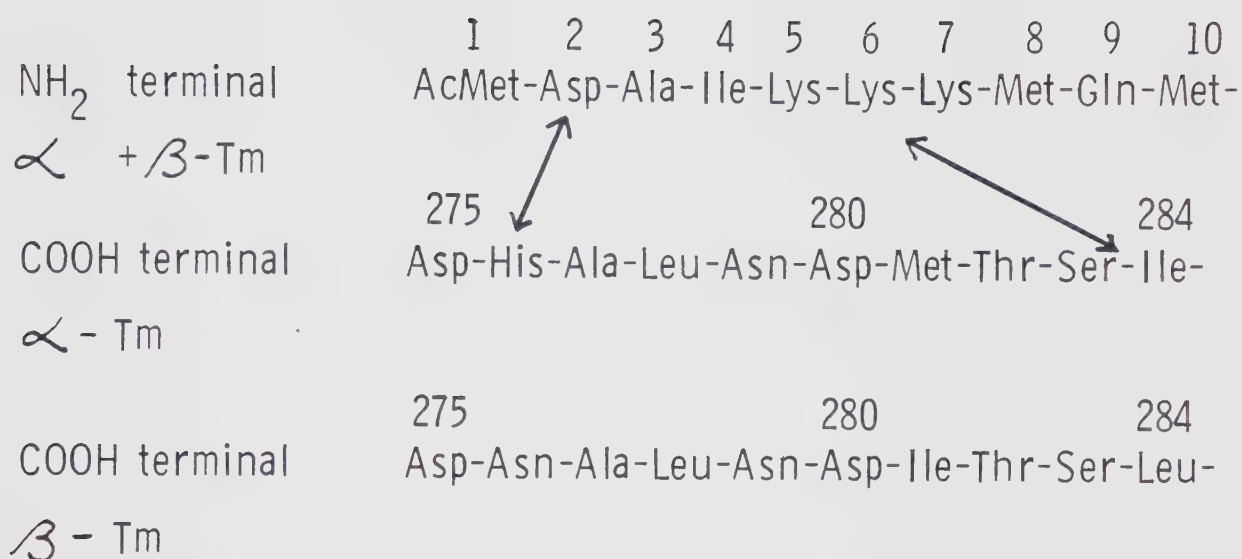 1 2 3 4 5 6 7 8 9 10
NH2 terminal AcMet-Asp-Ala-Ile-Lys-Lys-Lys-Met-Gln-Met-
α + β-Tm
275 280 284
COOH terminal Asp-His-Ala-Leu-Asn-Asp-Met-Thr-Ser-Ile-
α - Tm
275 280 284
COOH terminal Asp-Asn-Ala-Leu-Asn-Asp-Ile-Thr-Ser-Leu-
β - Tm